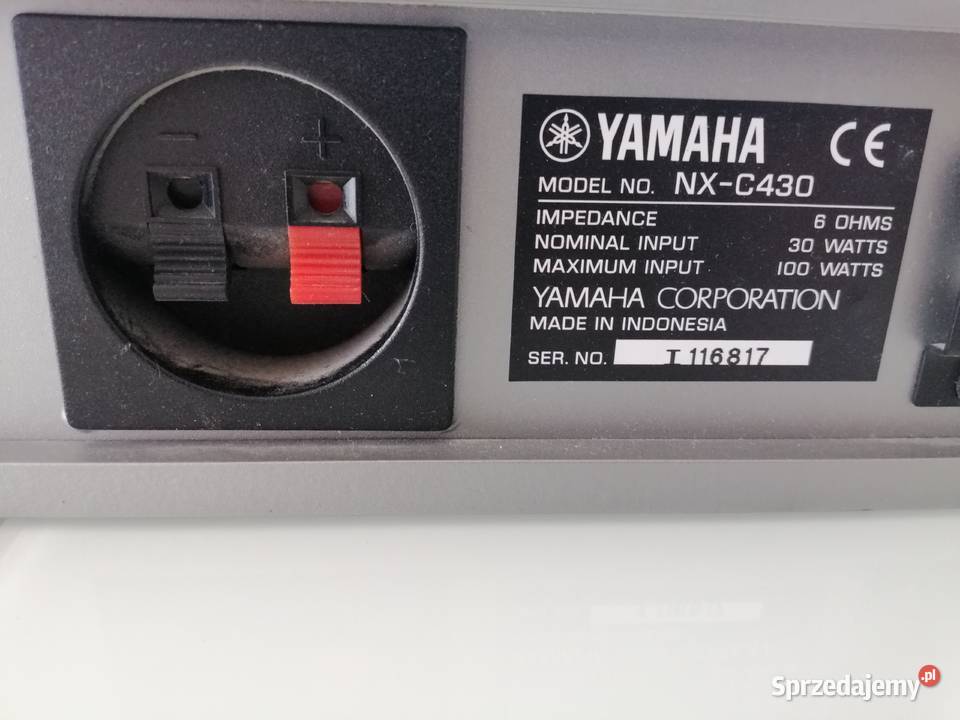 − +
YAMAHA CE
MODEL NO. NX-C430
IMPEDANCE 6 OHMS
NOMINAL INPUT 30 WATTS
MAXIMUM INPUT 100 WATTS
YAMAHA CORPORATION
MADE IN INDONESIA
SER. NO. T 116817
Sprzedajemy .pl